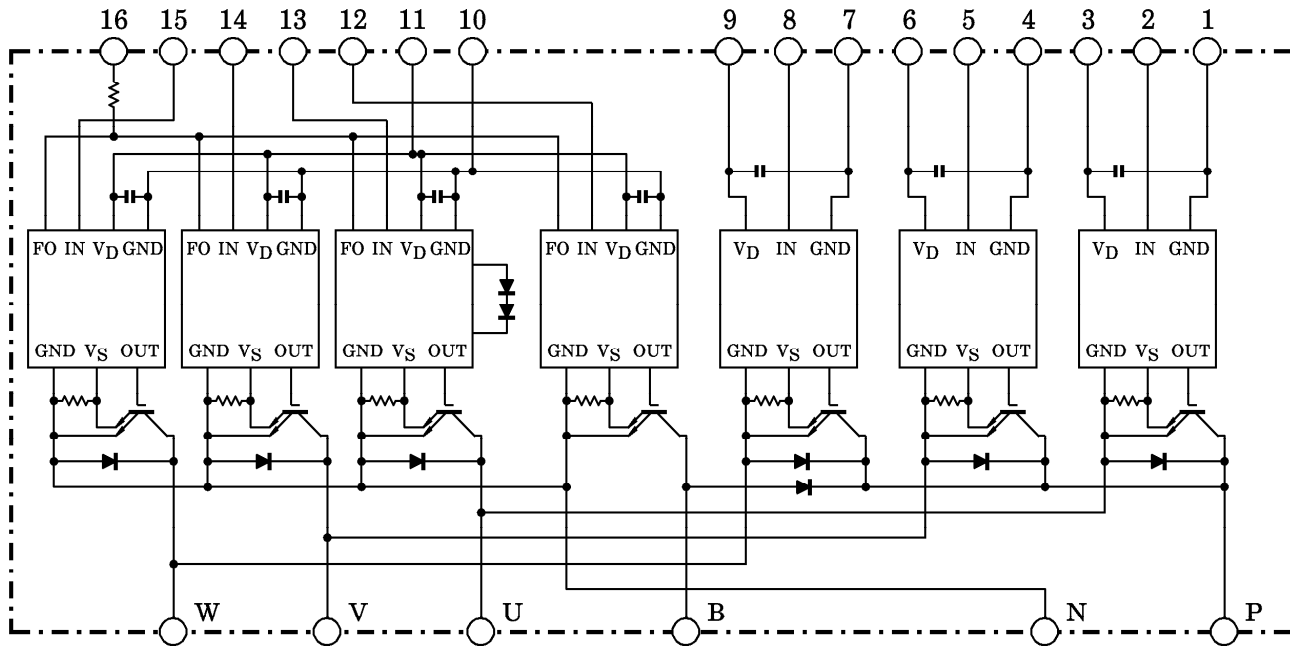 16 15 14 13 12 11 10 9 8 7 6 5 4 3 2 1
FO IN VD GND FO IN VD GND FO IN VD GND FO IN VD GND VD IN GND VD IN GND VD IN GND
GND VS OUT GND VS OUT GND VS OUT GND VS OUT GND VS OUT GND VS OUT GND VS OUT
W V U B N P